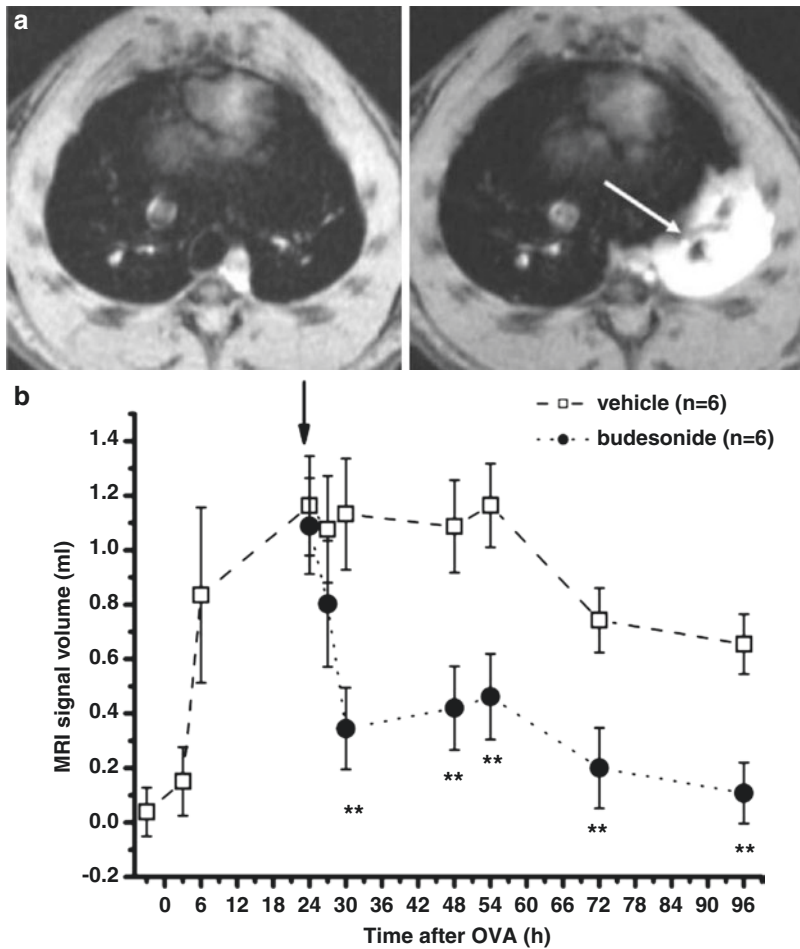 a
b
vehicle (n=6)
budesonide (n=6)
MRI signal volume (ml)
1.4
1.2
1.0
0.8
0.6
0.4
0.2
0.0
-0.2
**
**
**
**
**
0 6 12 18 24 30 36 42 48 54 60 66 72 78 84 90 96
Time after OVA (h)